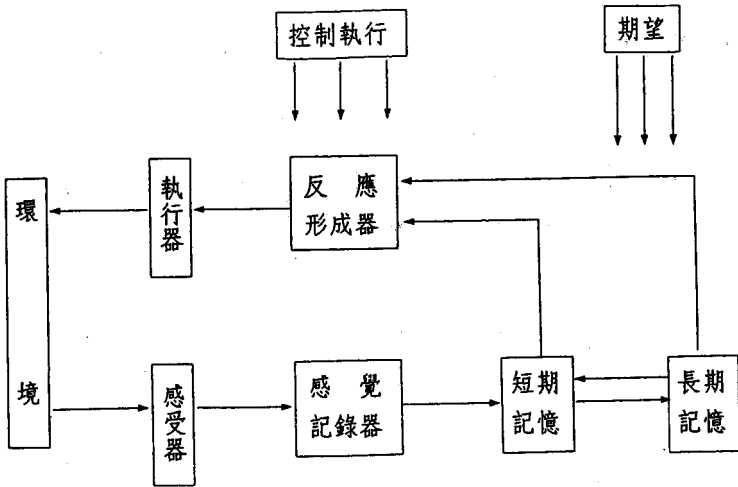 控制執行
期望
環境
執行器
反應
形成器
感受器
感覺
記錄器
短期
記憶
長期
記憶